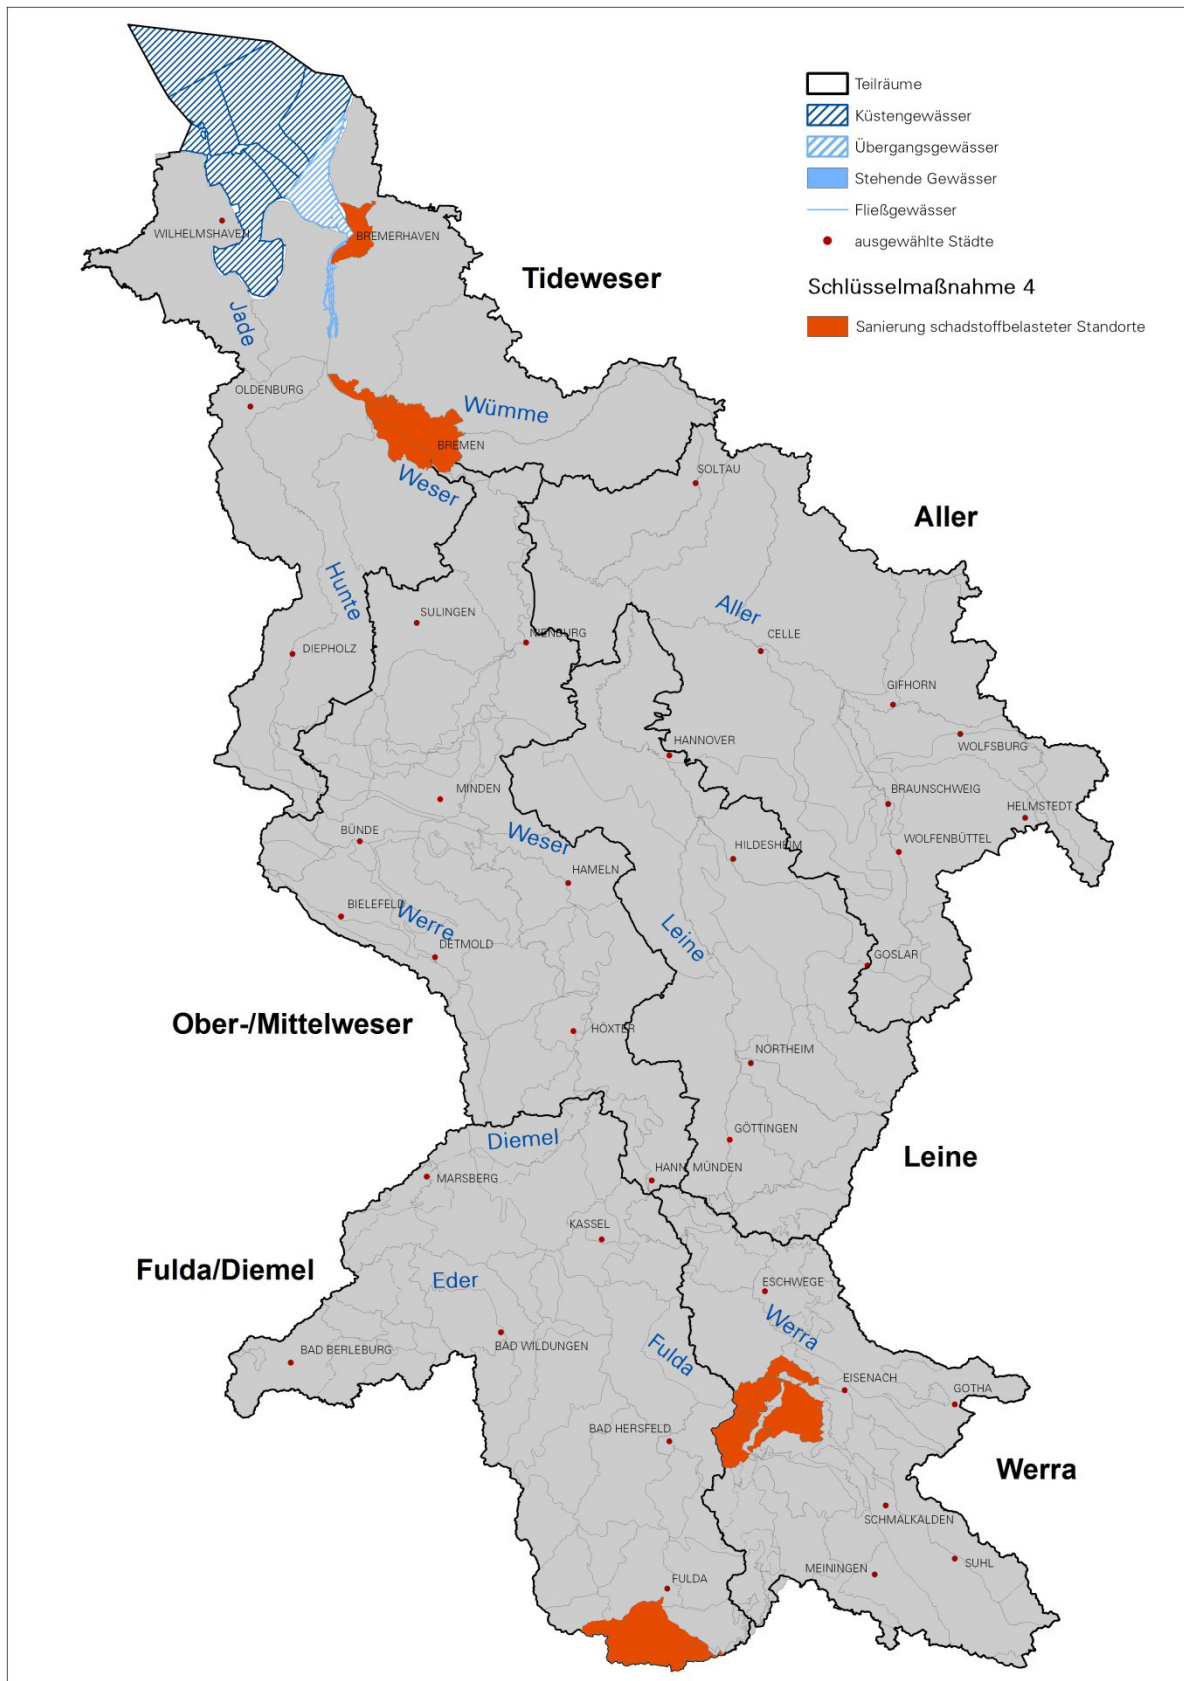 Teilräume
Küstengewässer
Übergangsgewässer
Stehende Gewässer
Fließgewässer
ausgewählte Städte
Schlüsselmaßnahme 4
Sanierung schadstoffbelasteter Standorte
WILHELMSHAVEN
BREMERHAVEN
Tideweser
Jade
OLDENBURG
Wümme
BREMEN
Weser
SOLTAU
Aller
Hunte
Aller
SULINGEN
NIENBURG
CELLE
DIEPHOLZ
GIFHORN
HANNOVER
WOLFSBURG
MINDEN
BRAUNSCHWEIG
HELMSTEDT
BÜNDE
Weser
WOLFENBÜTTEL
HILDESHEIM
HAMELN
BIELEFELD
Werre
Leine
DETMOLD
GOSLAR
Ober-/Mittelweser
HÖXTER
NORTHEIM
GÖTTINGEN
Diemel
Leine
HANN. MÜNDEN
MARSBERG
KASSEL
Fulda/Diemel
Eder
ESCHWEGE
Werra
BAD WILDUNGEN
BAD BERLEBURG
Fulda
EISENACH
GOTHA
BAD HERSFELD
Werra
SCHMALKALDEN
SUHL
MEININGEN
FULDA